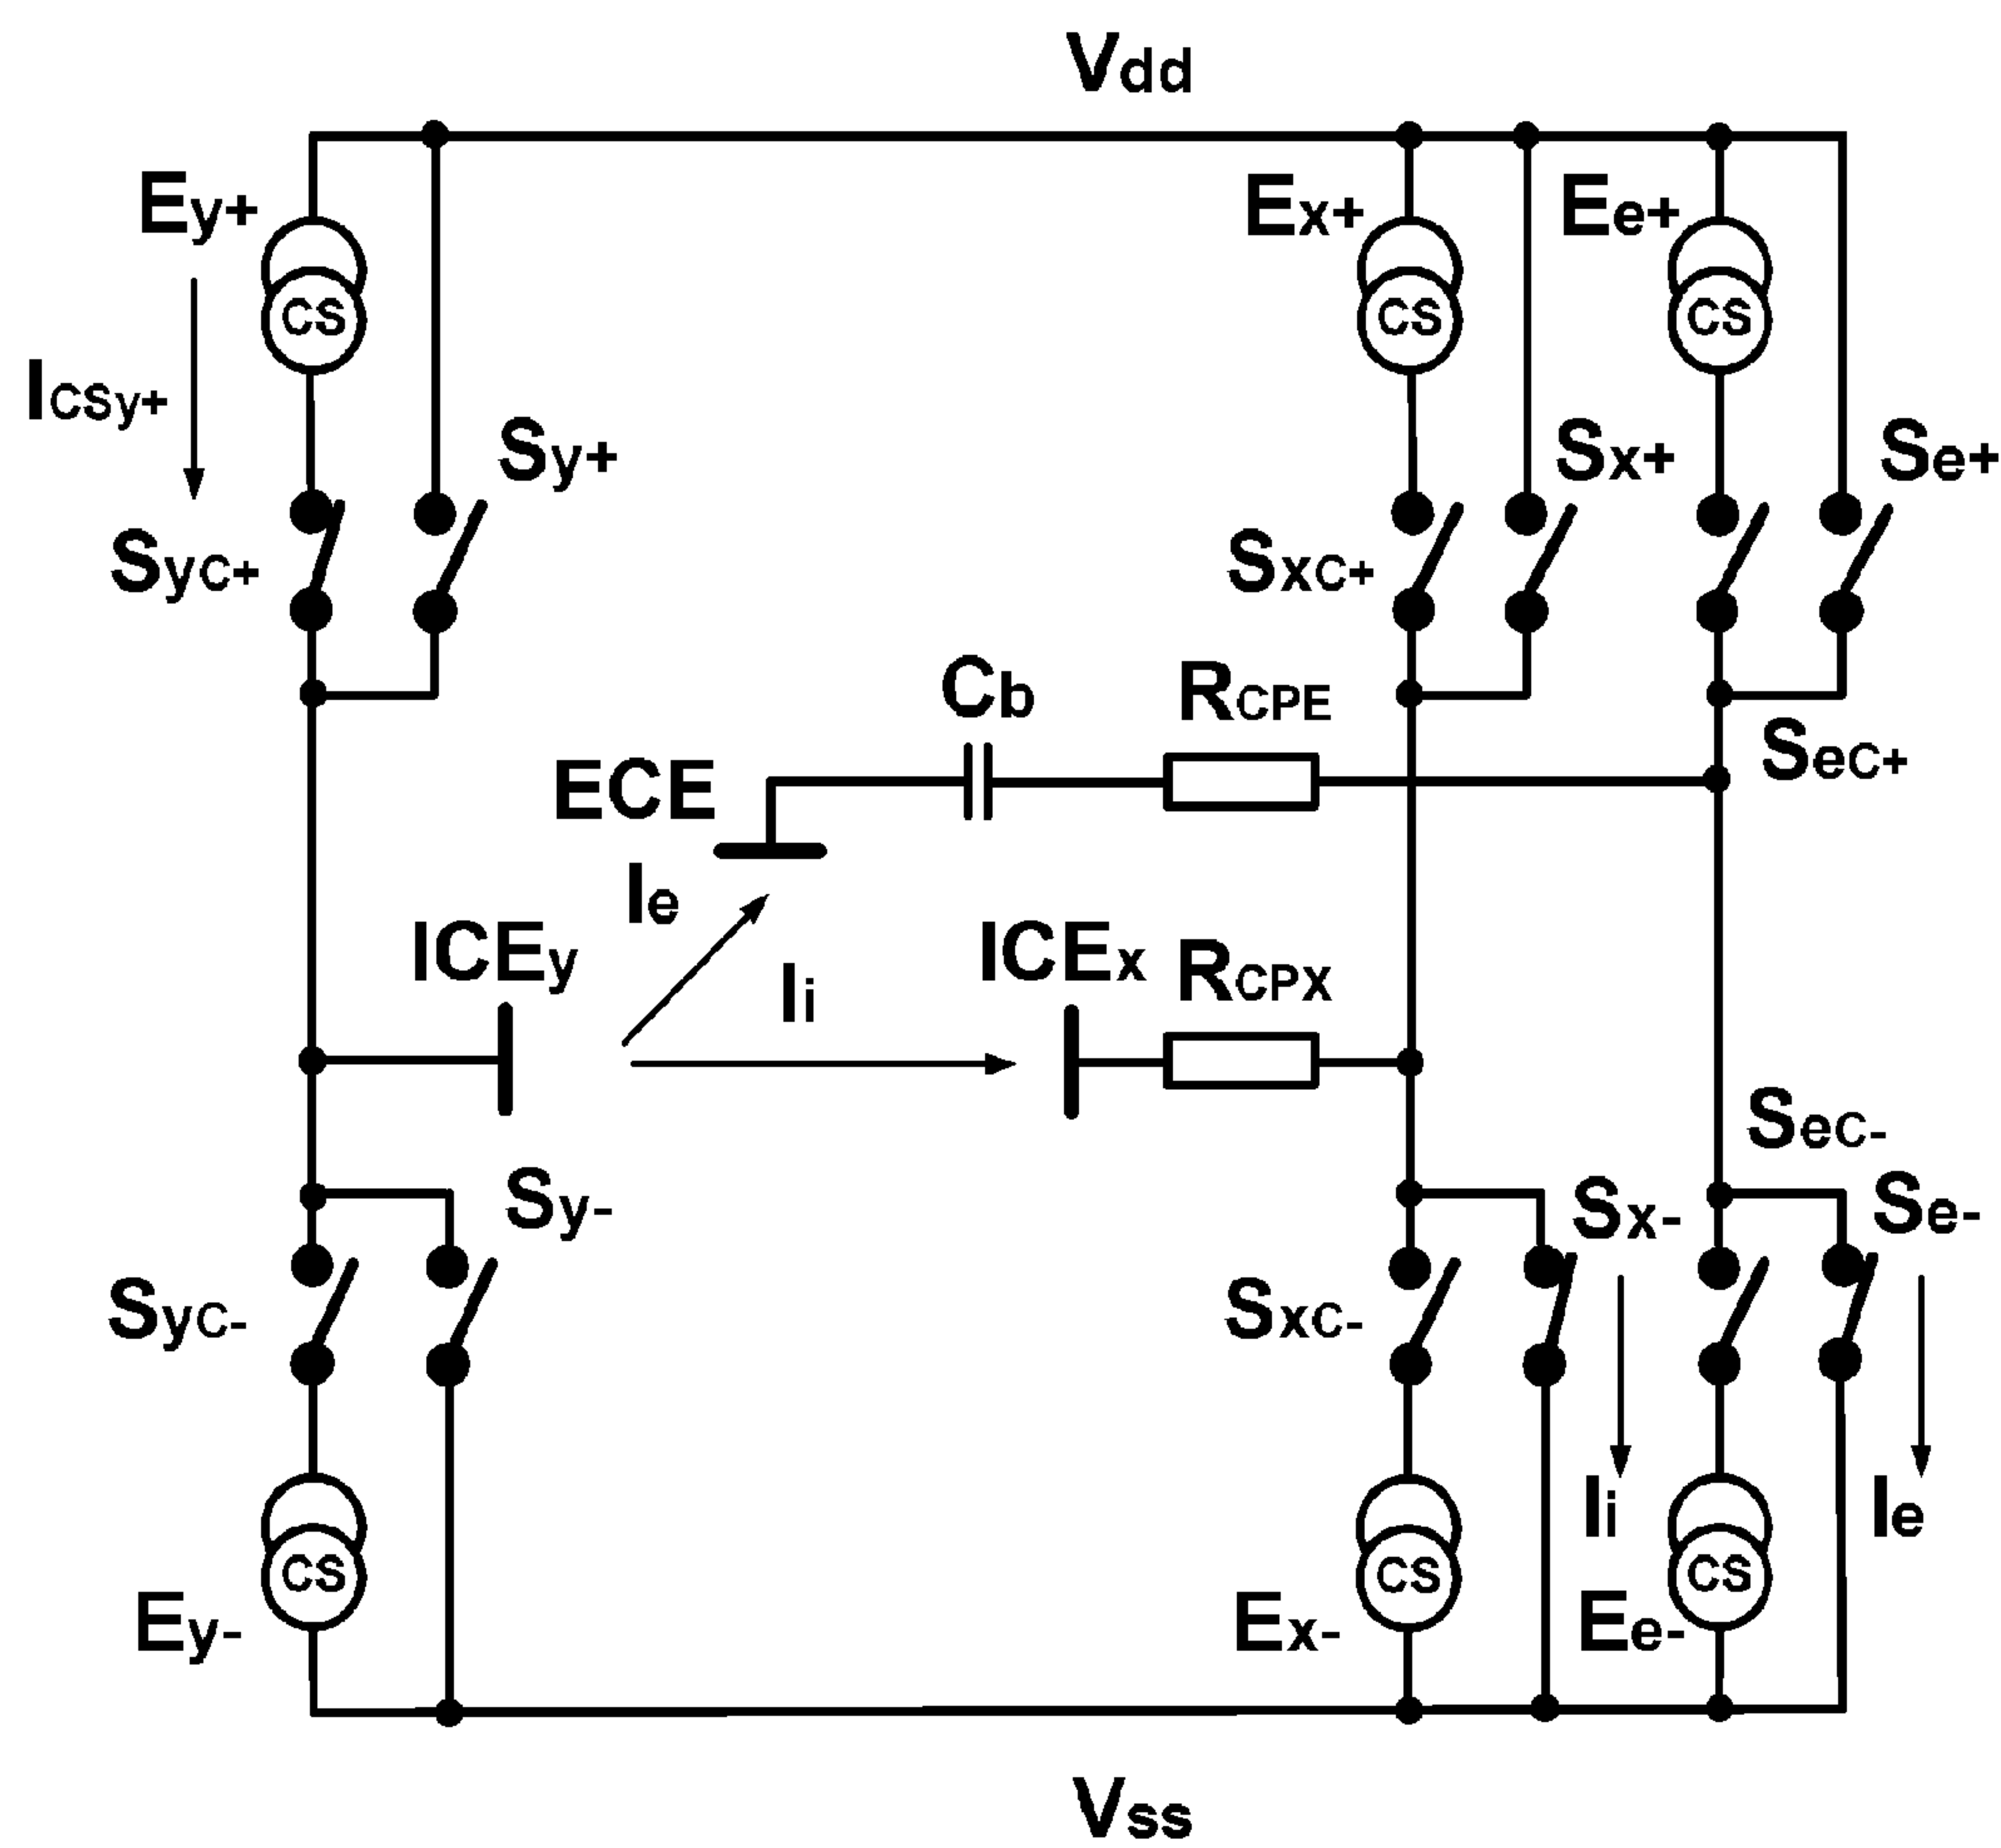 Vdd
Ey+
Ex+
Ee+
CS
CS
CS
ICSy+
Sy+
Sx+
Se+
SyC+
SxC+
Cb
RCPE
SeC+
ECE
Ie
ICEy
Ii
ICEx
RCPX
SeC-
Sy-
Sx-
Se-
SyC-
SxC-
Ii
Ie
CS
CS
CS
Ey-
Ex-
Ee-
Vss